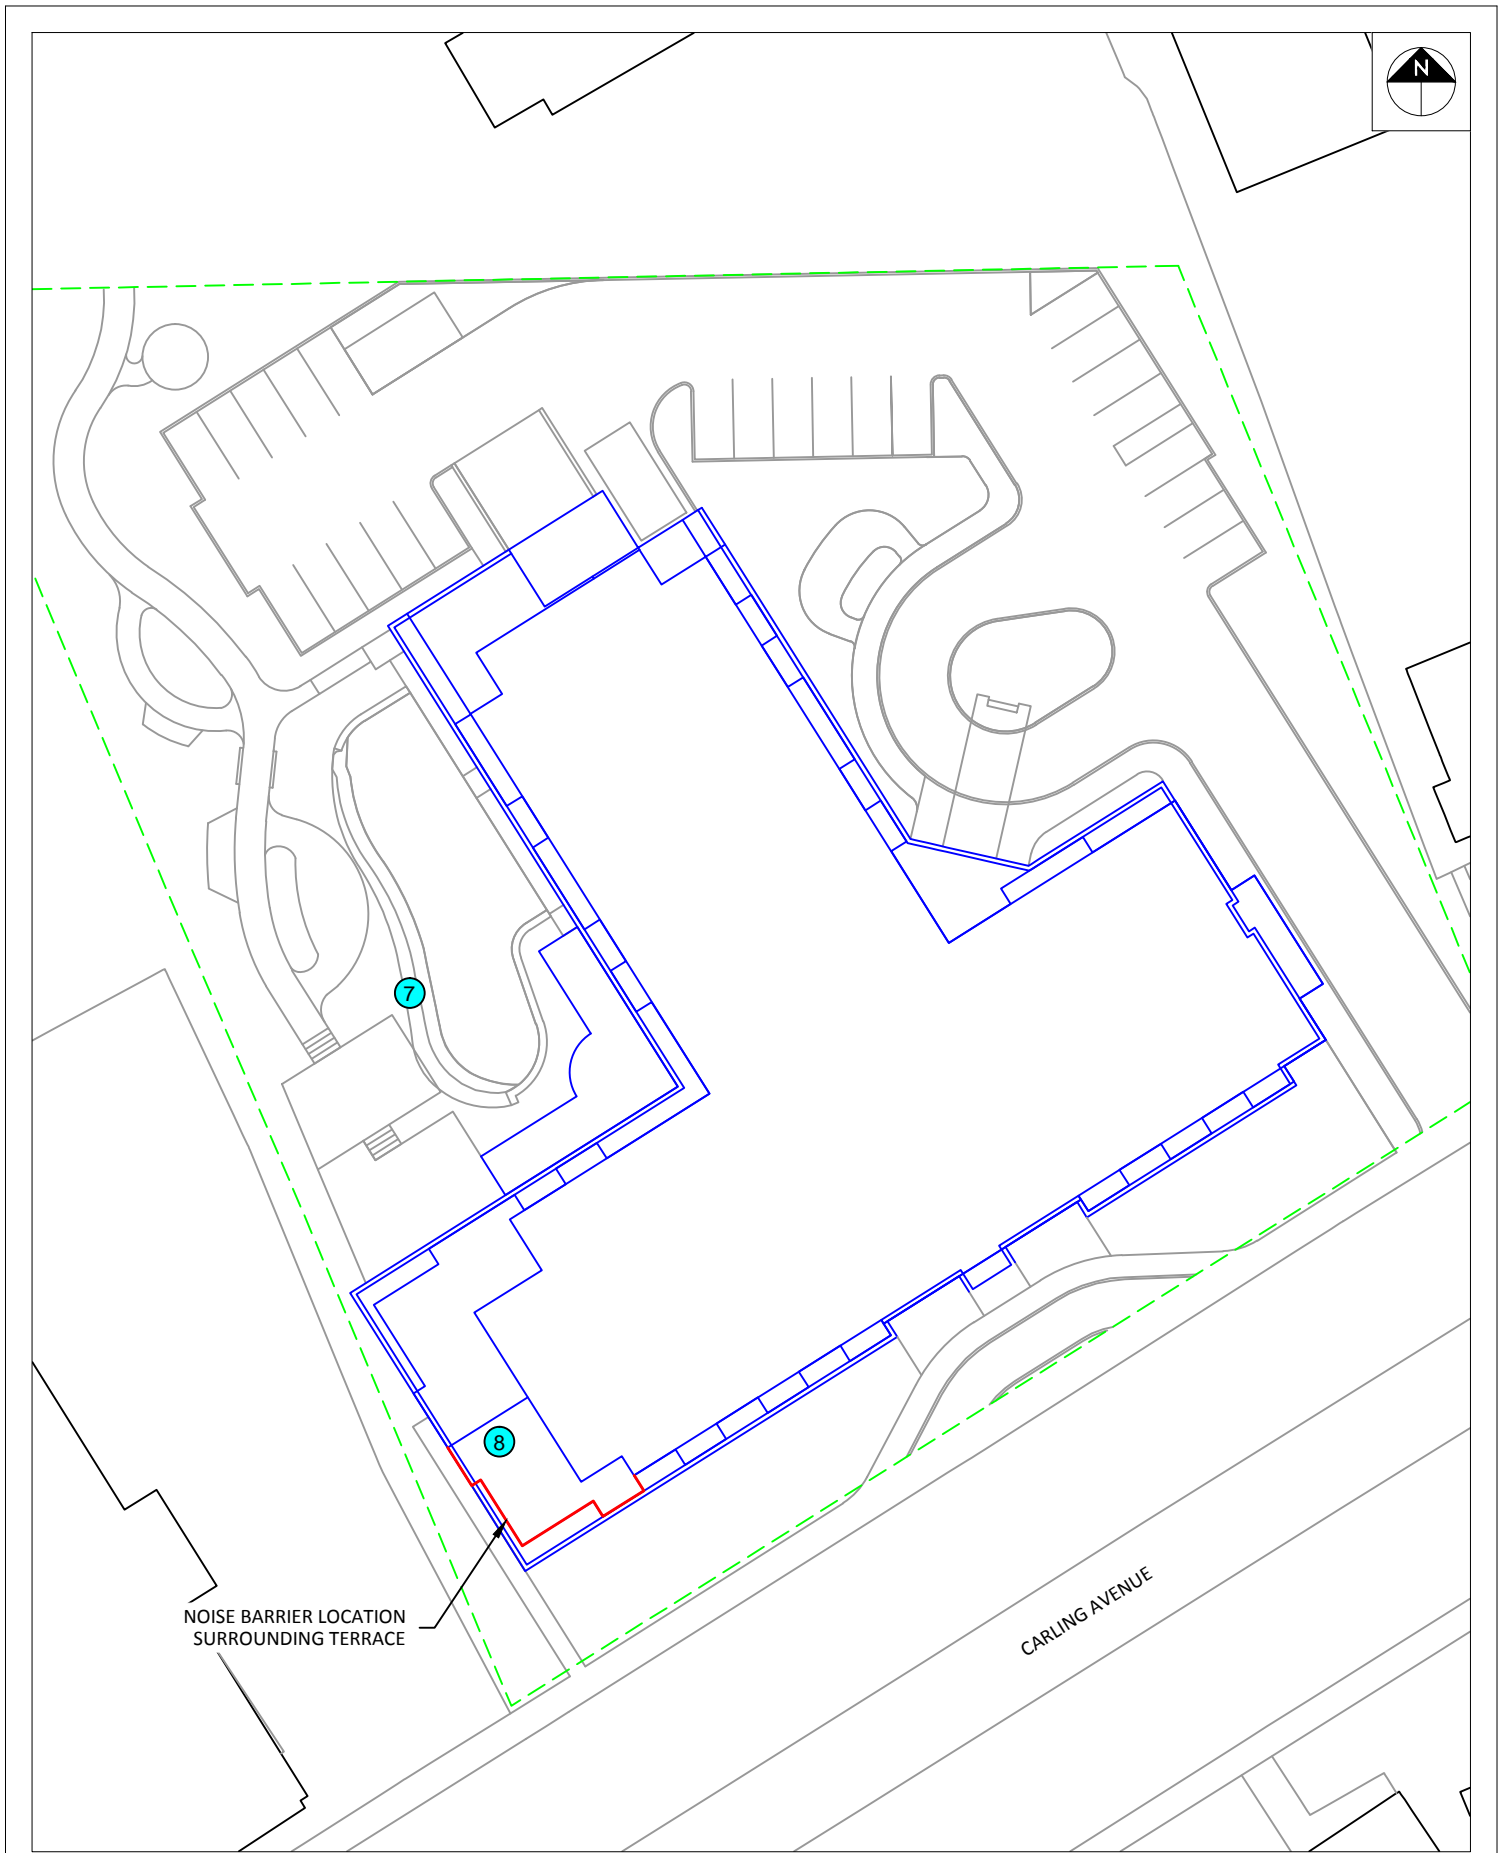 N
7
8
NOISE BARRIER LOCATION
SURROUNDING TERRACE
CARLING AVENUE